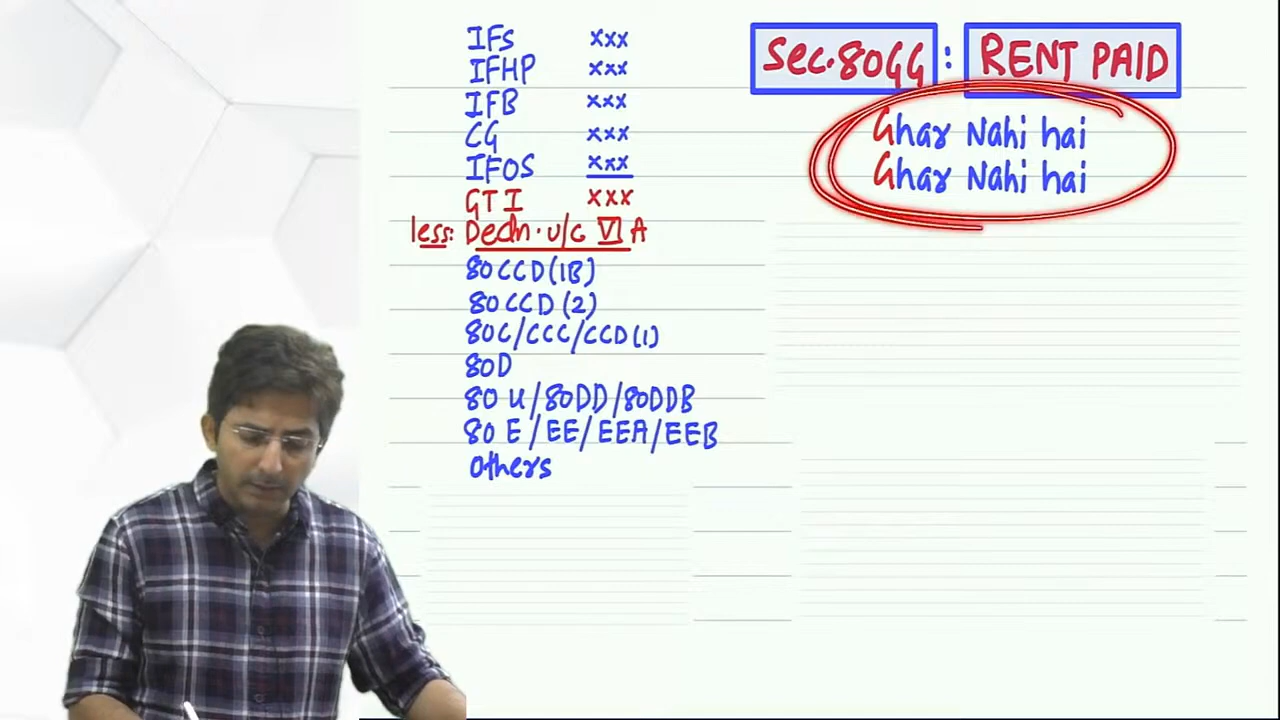 IFS xxx
IFHP xxx
IFB xxx
CG xxx
IFOS xxx
GTI xxx
less: Dedn. u/c VI A
80CCD(1B)
80CCD(2)
80C/CCC/CCD(1)
80D
80 U/80DD/80DDB
80 E/EE/EEA/EEB
Others
Sec.80GG : RENT PAID
Ghar Nahi hai
Ghar Nahi hai